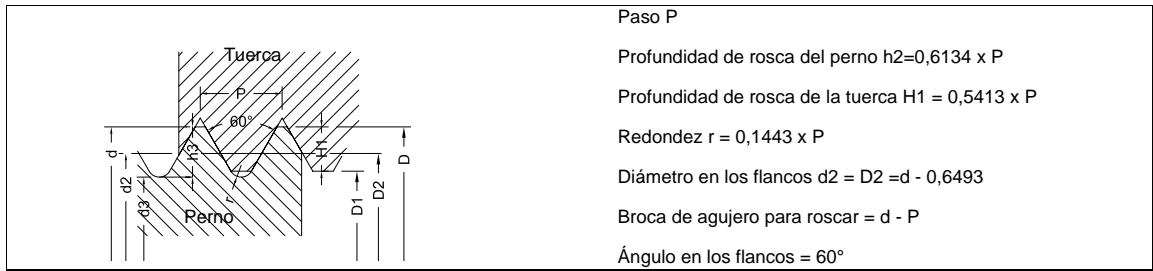 Tuerca
P
60°
h3
H1
r
Perno
d
d2
d3
D1
D2
D
Paso P
Profundidad de rosca del perno h2=0,6134 x P
Profundidad de rosca de la tuerca H1 = 0,5413 x P
Redondez r = 0,1443 x P
Diámetro en los flancos d2 = D2 =d - 0,6493
Broca de agujero para roscar = d - P
Ángulo en los flancos = 60°